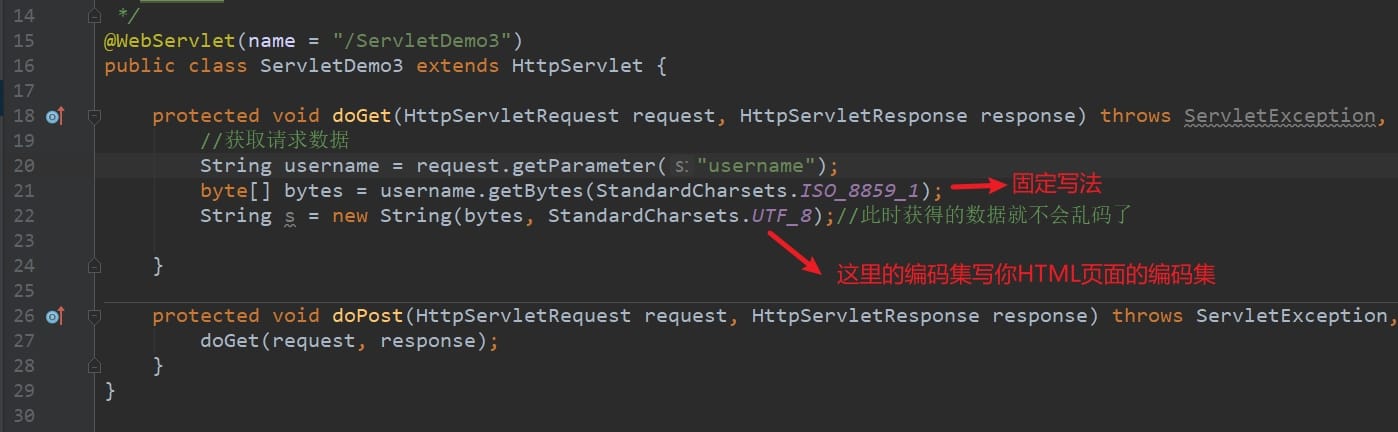 14 */
15 @WebServlet(name = "/ServletDemo3")
16 public class ServletDemo3 extends HttpServlet {
17
18 protected void doGet(HttpServletRequest request, HttpServletResponse response) throws ServletException,
19 //获取请求数据
20 String username = request.getParameter( s: "username");
21 byte[] bytes = username.getBytes(StandardCharsets.ISO_8859_1); 固定写法
22 String s = new String(bytes, StandardCharsets.UTF_8);//此时获得的数据就不会乱码了
23
这里的编码集写你HTML页面的编码集
24 }
25
26 protected void doPost(HttpServletRequest request, HttpServletResponse response) throws ServletException,
27 doGet(request, response);
28 }
29 }
30